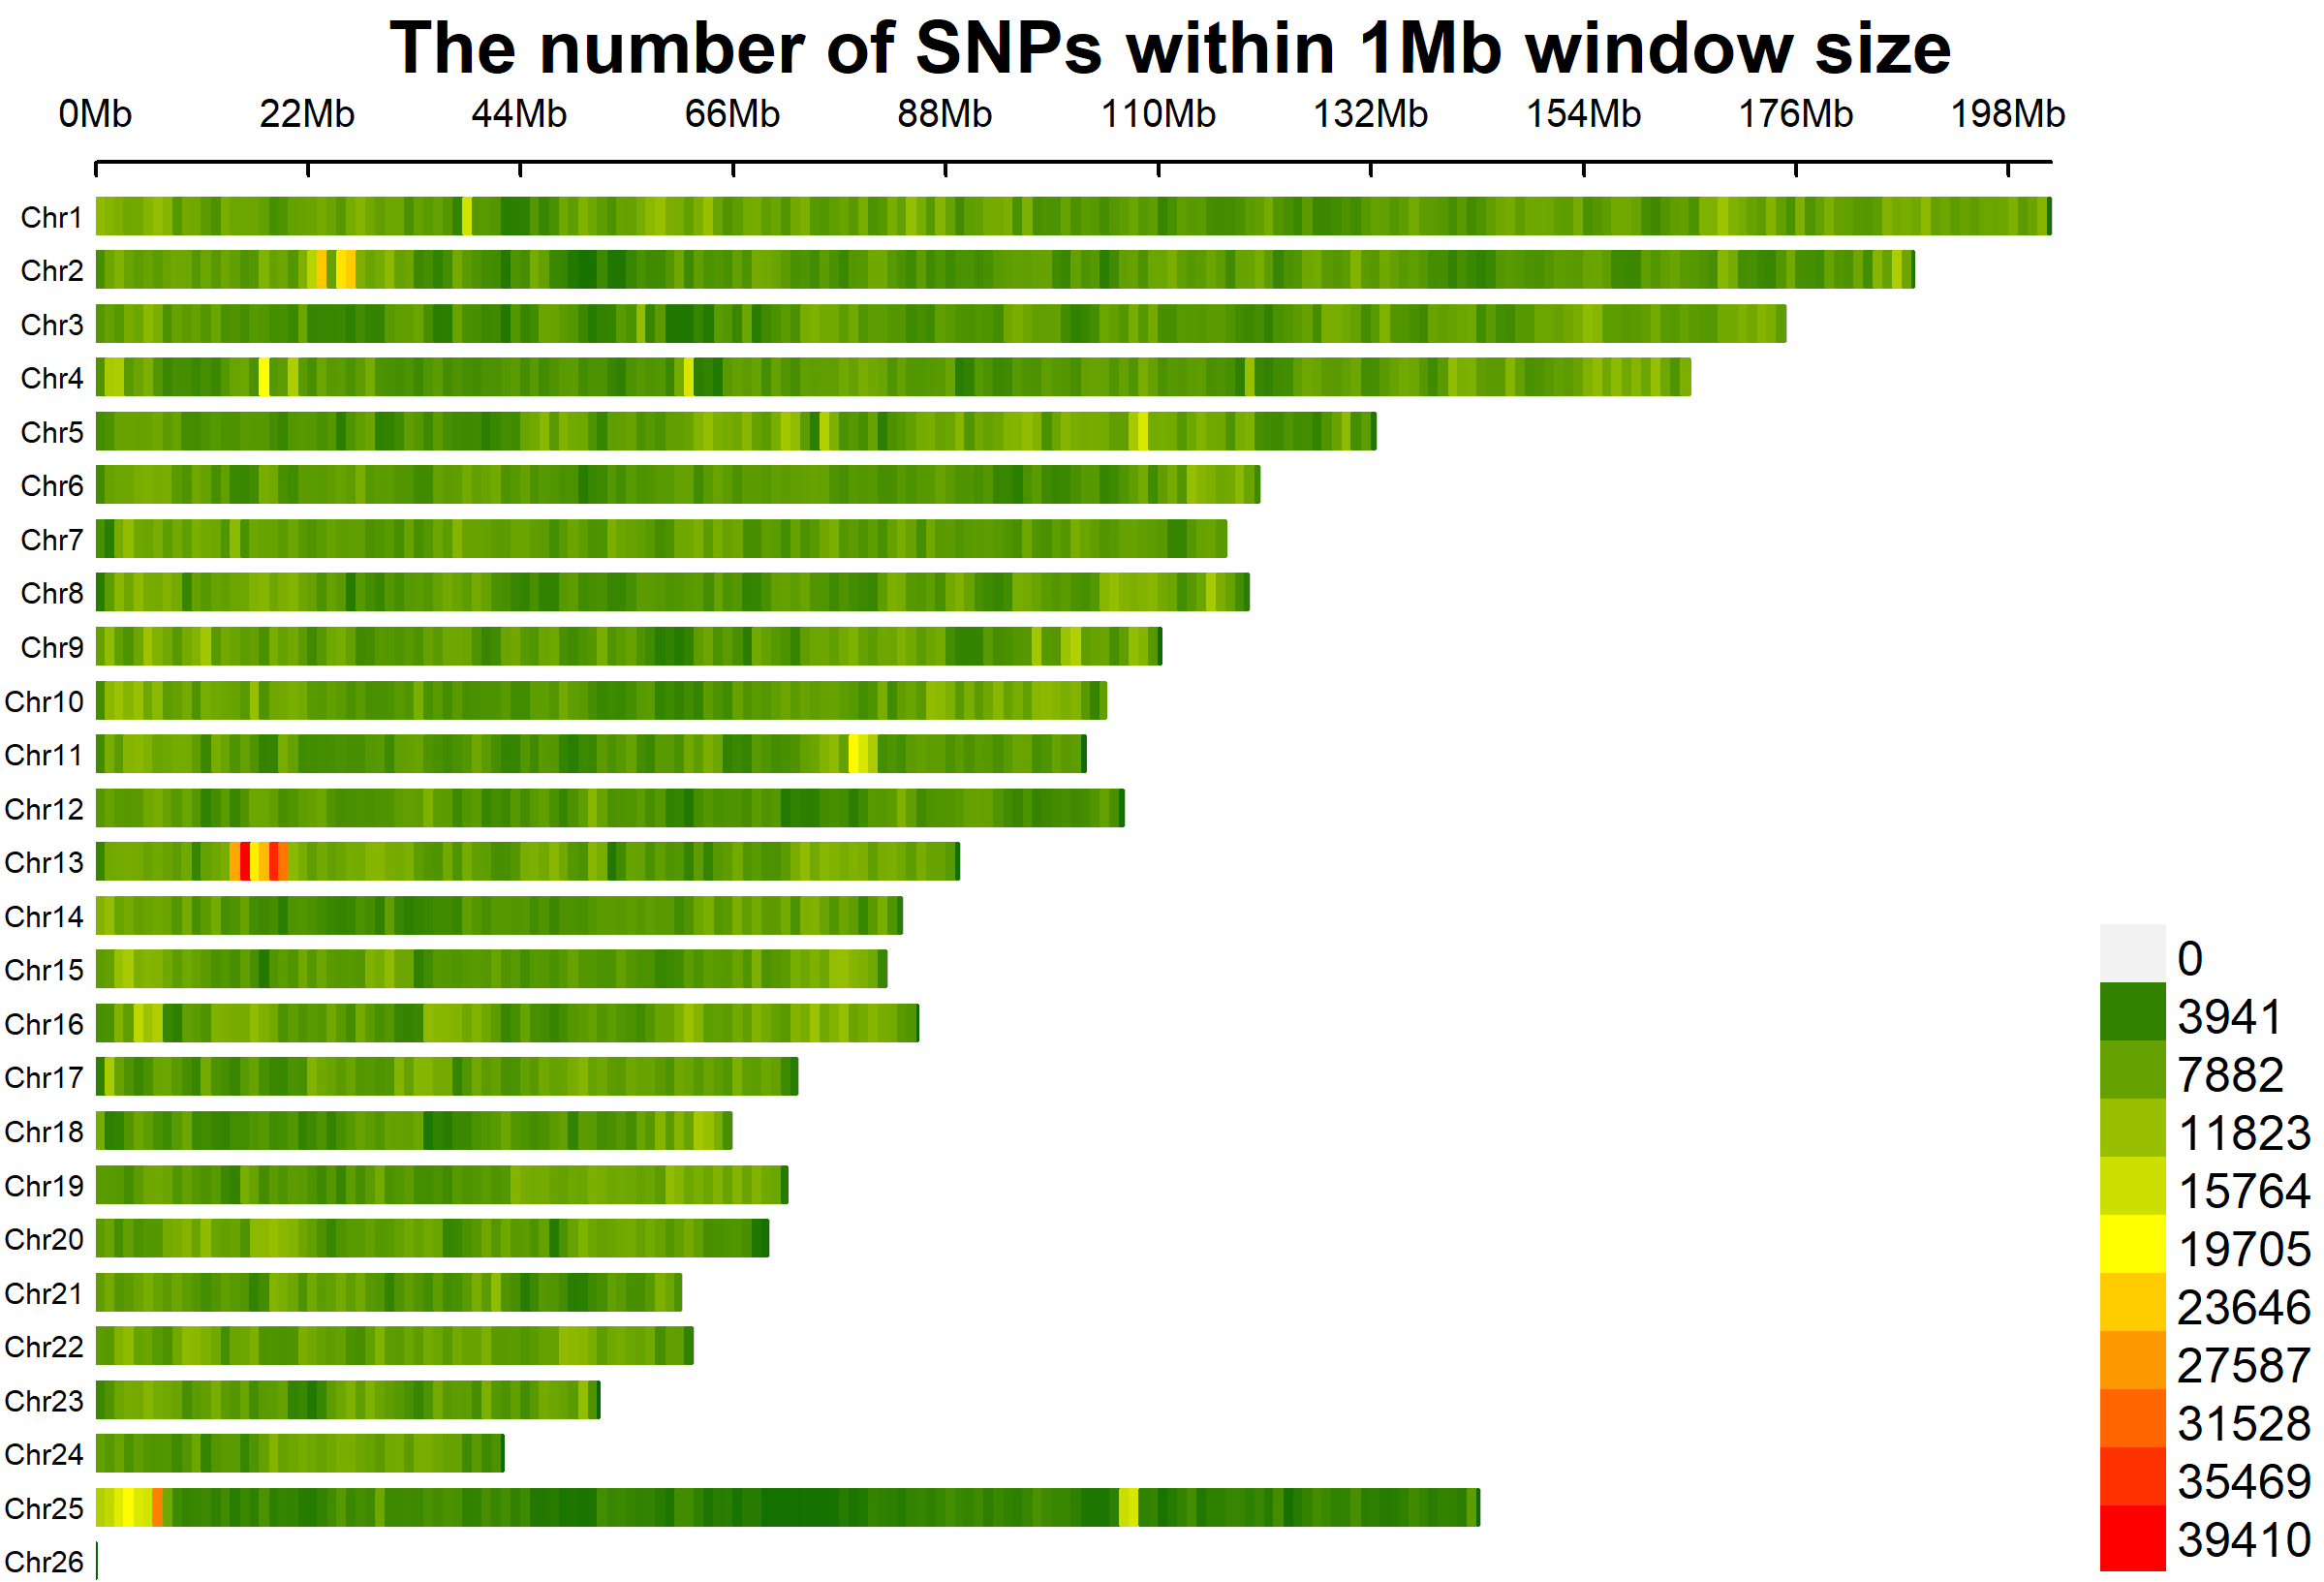 The number of SNPs within 1Mb window size
0Mb 22Mb 44Mb 66Mb 88Mb 110Mb 132Mb 154Mb 176Mb 198Mb
Chr1
Chr2
Chr3
Chr4
Chr5
Chr6
Chr7
Chr8
Chr9
Chr10
Chr11
Chr12
Chr13
Chr14
Chr15
Chr16
Chr17
Chr18
Chr19
Chr20
Chr21
Chr22
Chr23
Chr24
Chr25
Chr26
0
3941
7882
11823
15764
19705
23646
27587
31528
35469
39410